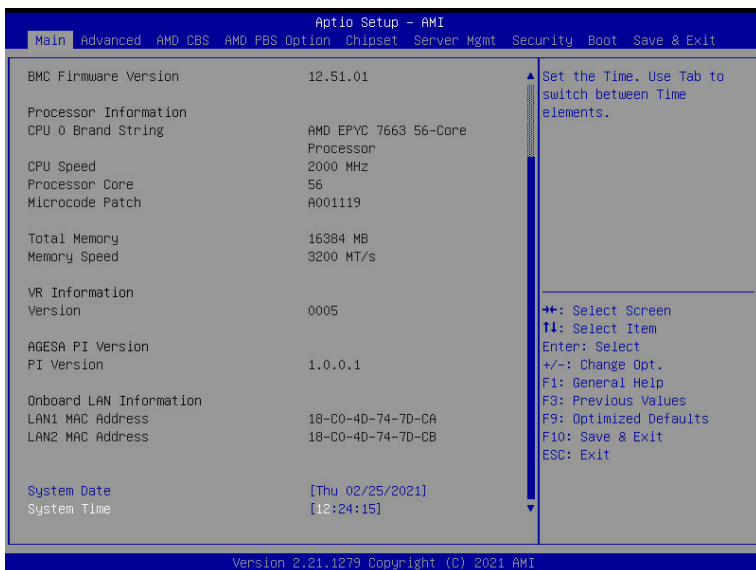 Aptio Setup – AMI
Main Advanced AMD CBS AMD PBS Option Chipset Server Mgmt Security Boot Save & Exit
BMC Firmware Version 12.51.01
Processor Information
CPU 0 Brand String AMD EPYC 7663 56-Core
Processor
CPU Speed 2000 MHz
Processor Core 56
Microcode Patch A001119
Total Memory 16384 MB
Memory Speed 3200 MT/s
VR Information
Version 0005
AGESA PI Version
PI Version 1.0.0.1
Onboard LAN Information
LAN1 MAC Address 18-C0-4D-74-7D-CA
LAN2 MAC Address 18-C0-4D-74-7D-CB
System Date [Thu 02/25/2021]
System Time [12:24:15]
Set the Time. Use Tab to
switch between Time
elements.
→←: Select Screen
↑↓: Select Item
Enter: Select
+/-: Change Opt.
F1: General Help
F3: Previous Values
F9: Optimized Defaults
F10: Save & Exit
ESC: Exit
Version 2.21.1279 Copyright (C) 2021 AMI